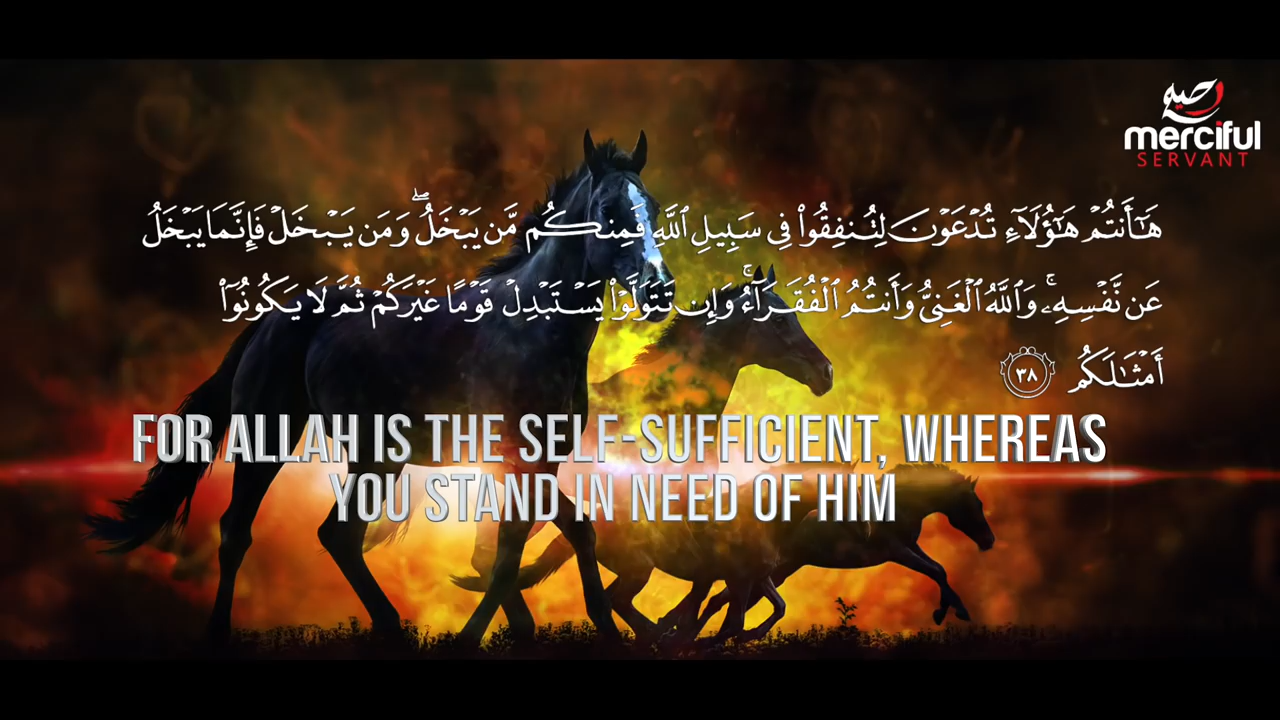 رحيم
merciful
SERVANT
هَٰٓأَنتُمْ هَٰٓؤُلَآءِ تُدْعَوْنَ لِتُنفِقُوا۟ فِى سَبِيلِ ٱللَّهِ فَمِنكُم مَّن يَبْخَلُ ۖ وَمَن يَبْخَلْ فَإِنَّمَا يَبْخَلُ
عَن نَّفْسِهِۦ ۚ وَٱللَّهُ ٱلْغَنِىُّ وَأَنتُمُ ٱلْفُقَرَآءُ ۚ وَإِن تَتَوَلَّوْا۟ يَسْتَبْدِلْ قَوْمًا غَيْرَكُمْ ثُمَّ لَا يَكُونُوٓا۟
أَمْثَٰلَكُم ٣٨
FOR ALLAH IS THE SELF-SUFFICIENT, WHEREAS
YOU STAND IN NEED OF HIM